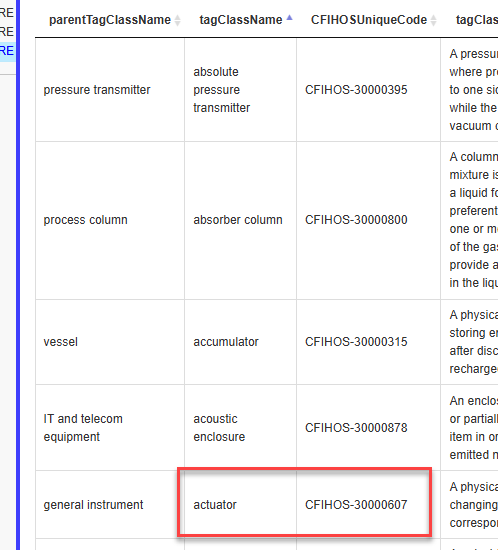 RE
RE
RE
parentTagClassName tagClassName CFIHOSUniqueCode tagCla
pressure transmitter
absolute
pressure
transmitter
CFIHOS-30000395
A pressu
where pre
to one sid
while the
vacuum c
process column
absorber column
CFIHOS-30000800
A column
mixture is
a liquid fo
preferent
one or mo
of the gas
provide a
in the liqu
vessel
accumulator
CFIHOS-30000315
A physica
storing en
after disc
recharge
IT and telecom
equipment
acoustic
enclosure
CFIHOS-30000878
An enclos
or partiall
item in or
emitted n
general instrument
actuator
CFIHOS-30000607
A physica
changing
correspor